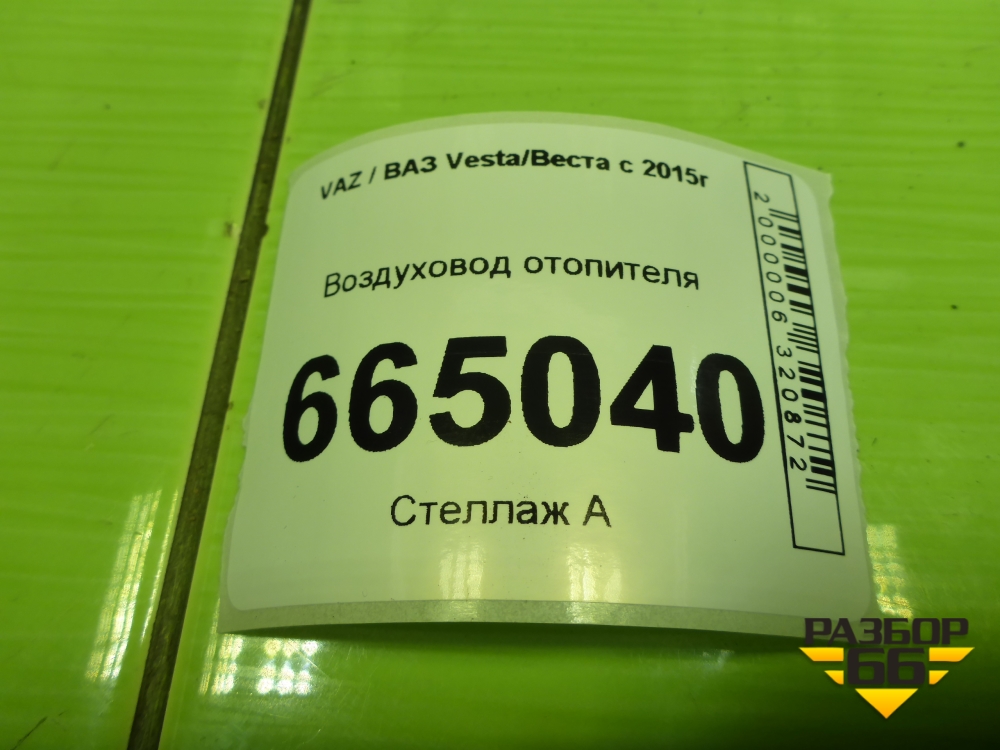 VAZ / ВАЗ Vesta/Веста с 2015г
Воздуховод отопителя
665040
Стеллаж А
2000006320872
РАЗБОР
66